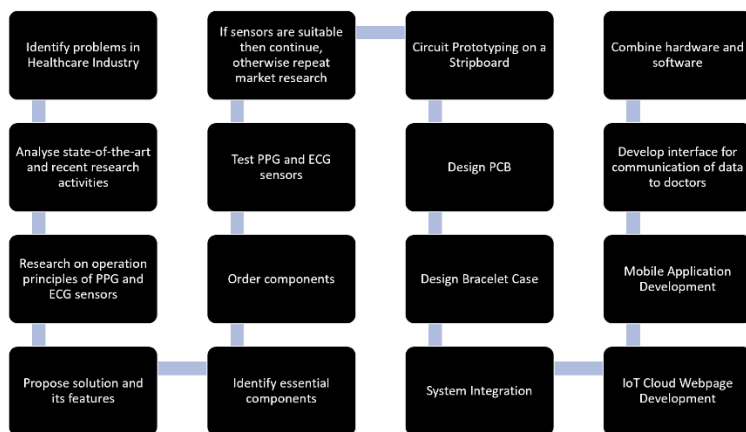 Identify problems in
Healthcare Industry
Analyse state-of-the-art
and recent research
activities
Research on operation
principles of PPG and
ECG sensors
Propose solution and
its features
Identify essential
components
Order components
Test PPG and ECG
sensors
If sensors are suitable
then continue,
otherwise repeat
market research
Circuit Prototyping on a
Stripboard
Design PCB
Design Bracelet Case
System Integration
IoT Cloud Webpage
Development
Mobile Application
Development
Develop interface for
communication of data
to doctors
Combine hardware and
software